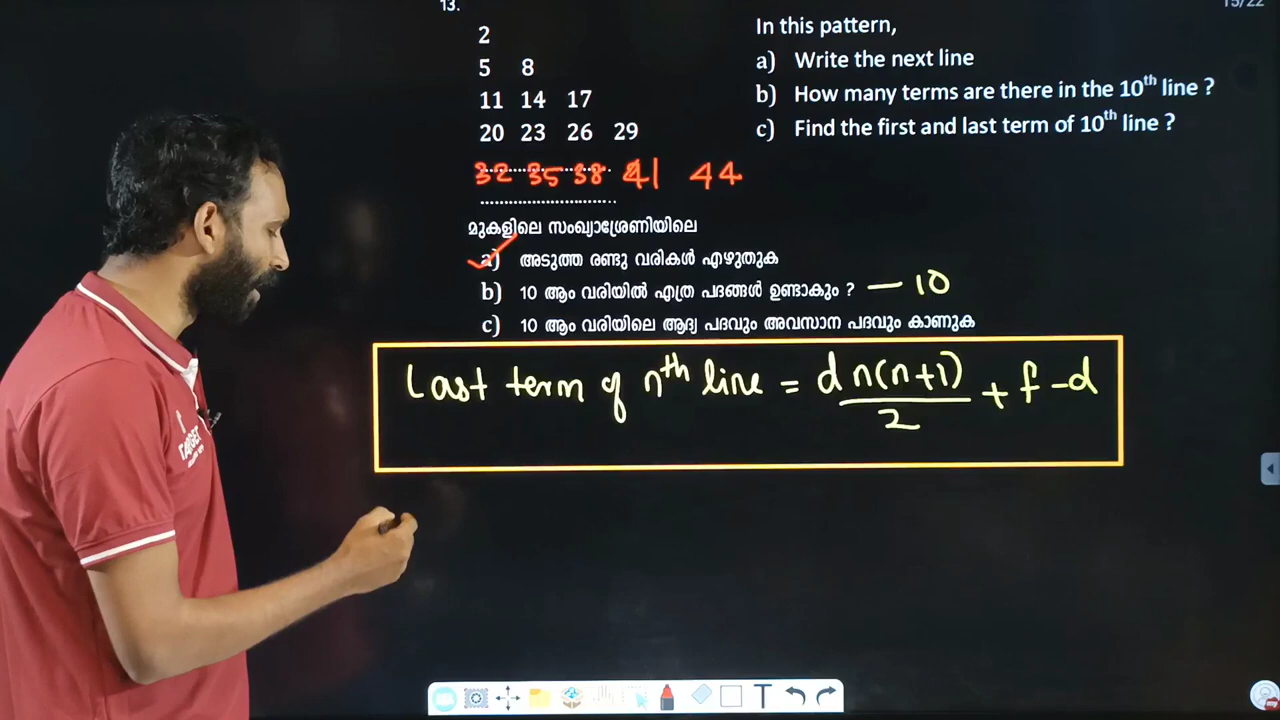 13.
15/22
2
5 8
11 14 17
20 23 26 29
32 35 38 41 44
In this pattern,
a) Write the next line
b) How many terms are there in the 10th line ?
c) Find the first and last term of 10th line ?
മുകളിലെ സംഖ്യാശ്രേണിയിലെ
a) അടുത്ത രണ്ടു വരികൾ എഴുതുക
b) 10 ആം വരിയിൽ എത്ര പദങ്ങൾ ഉണ്ടാകും ? — 10
c) 10 ആം വരിയിലെ ആദ്യ പദവും അവസാന പദവും കാണുക
Last term of nth line = d n(n+1)/2 + f - d
TARGET
T